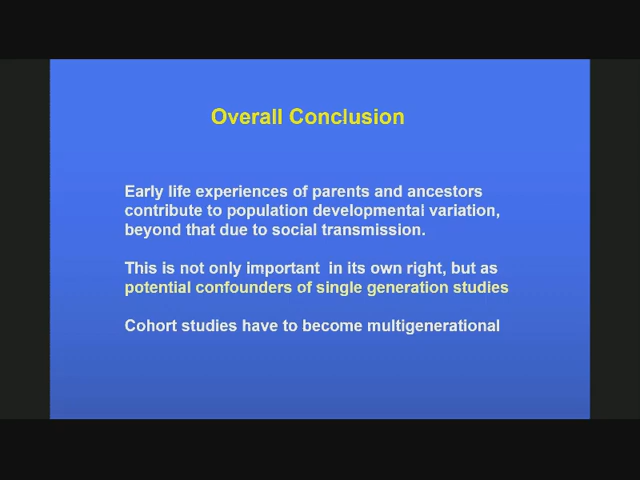 Overall Conclusion
Early life experiences of parents and ancestors
contribute to population developmental variation,
beyond that due to social transmission.
This is not only important  in its own right, but as
potential confounders of single generation studies
Cohort studies have to become multigenerational